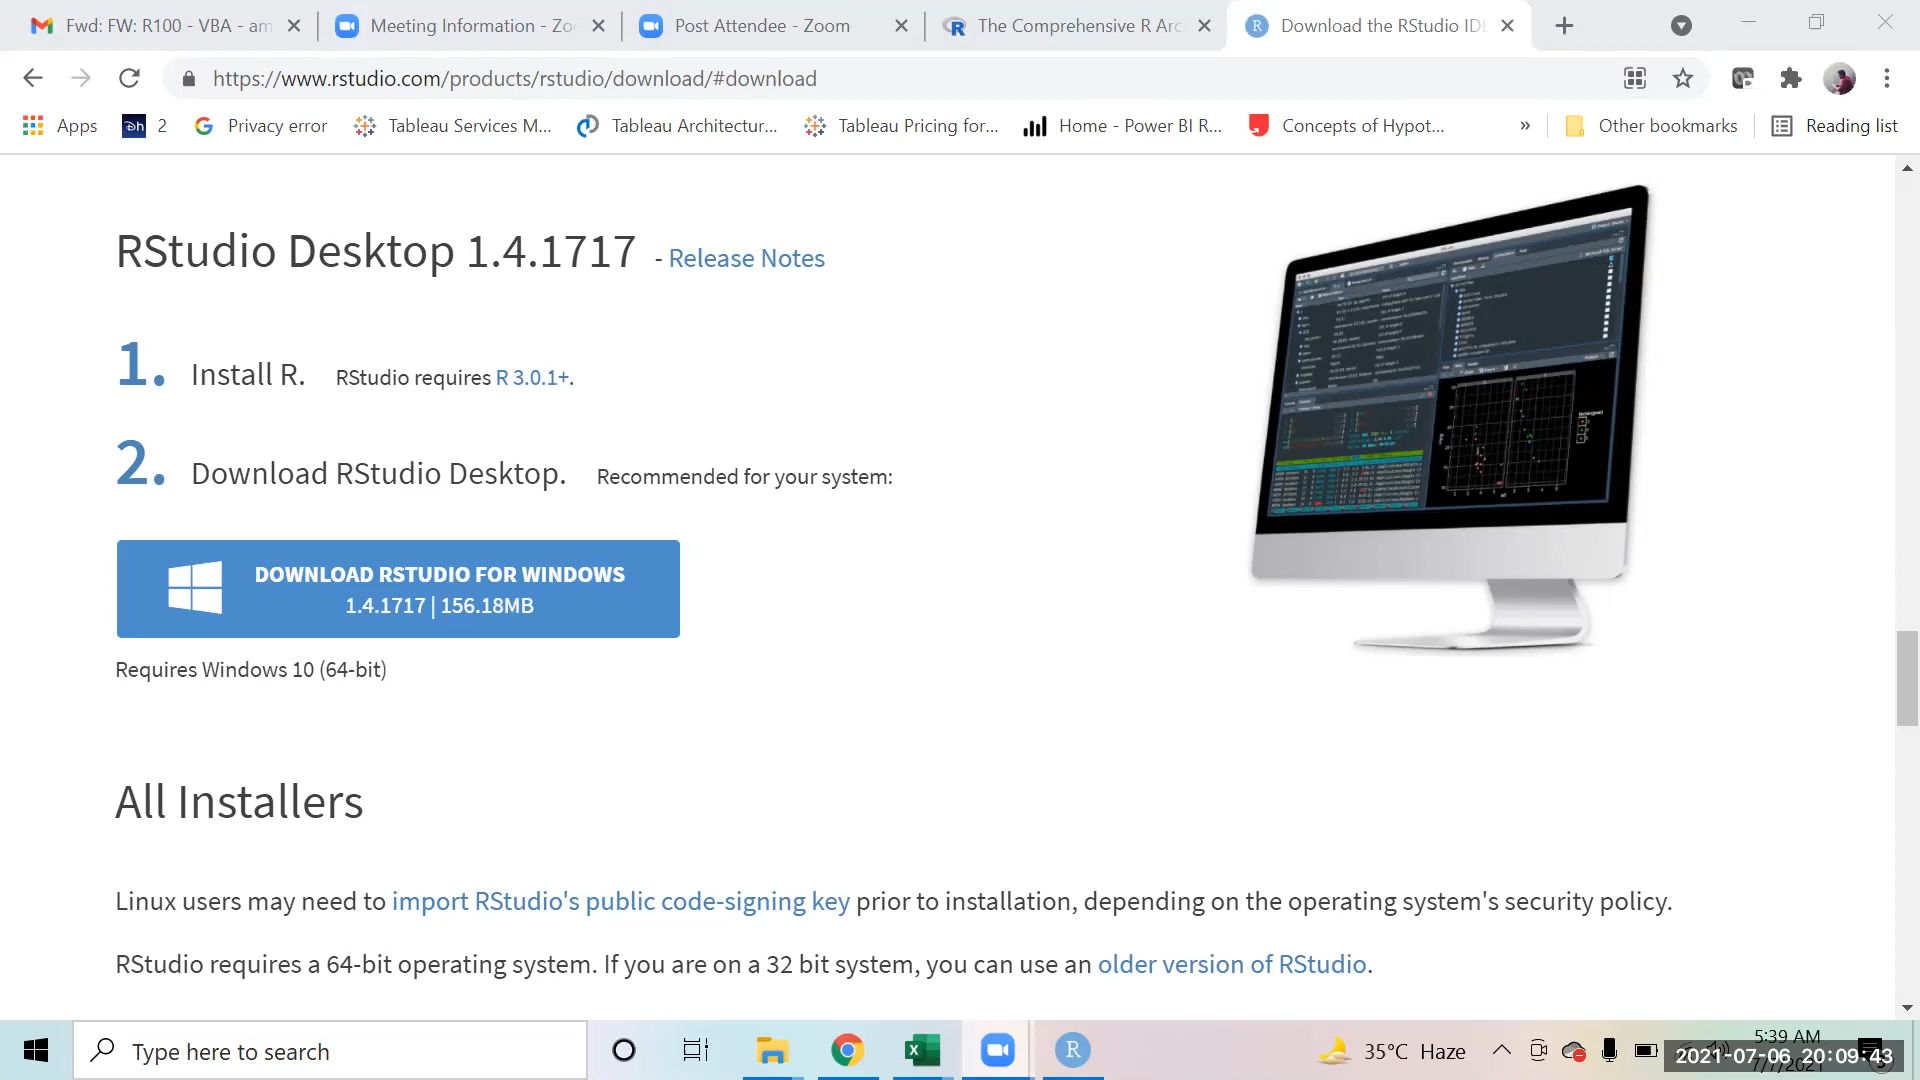 Fwd: FW: R100 - VBA - am
Meeting Information - Zo
Post Attendee - Zoom
The Comprehensive R Arc
Download the RStudio IDE
https://www.rstudio.com/products/rstudio/download/#download
Apps
2
Privacy error
Tableau Services M...
Tableau Architectur...
Tableau Pricing for...
Home - Power BI R...
Concepts of Hypot...
»
Other bookmarks
Reading list
RStudio Desktop 1.4.1717 - Release Notes
1. Install R. RStudio requires R 3.0.1+.
2. Download RStudio Desktop. Recommended for your system:
DOWNLOAD RSTUDIO FOR WINDOWS
1.4.1717 | 156.18MB
Requires Windows 10 (64-bit)
All Installers
Linux users may need to import RStudio's public code-signing key prior to installation, depending on the operating system's security policy.
RStudio requires a 64-bit operating system. If you are on a 32 bit system, you can use an older version of RStudio.
Type here to search
35°C Haze
5:39 AM
2021-07-06 20:09:43